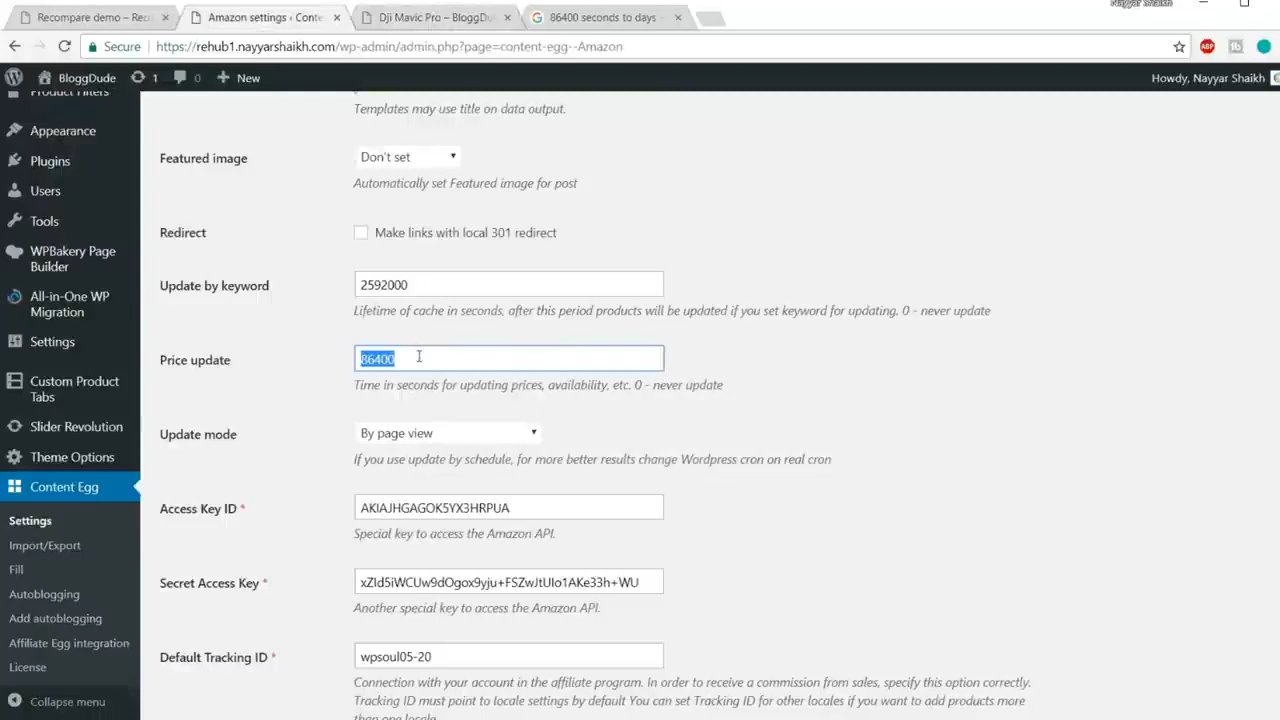 Recompare demo – Rec
Amazon settings ‹ Conte
Dji Mavic Pro – BloggDu
86400 seconds to days -
Nayyar Shaikh
Secure
https://rehub1.nayyarshaikh.com/wp-admin/admin.php?page=content-egg--Amazon
ABP
BloggDude 1 0 New
Howdy, Nayyar Shaikh
Product Filters
Appearance
Plugins
Users
Tools
WPBakery Page
Builder
All-in-One WP
Migration
Settings
Custom Product
Tabs
Slider Revolution
Theme Options
Content Egg
Settings
Import/Export
Fill
Autoblogging
Add autoblogging
Affiliate Egg integration
License
Collapse menu
Templates may use title on data output.
Featured image
Don't set
Automatically set Featured image for post
Redirect
Make links with local 301 redirect
Update by keyword
2592000
Lifetime of cache in seconds, after this period products will be updated if you set keyword for updating. 0 - never update
Price update
86400
Time in seconds for updating prices, availability, etc. 0 - never update
Update mode
By page view
If you use update by schedule, for more better results change Wordpress cron on real cron
Access Key ID *
AKIAJHGAGOK5YX3HRPUA
Special key to access the Amazon API.
Secret Access Key *
xZId5iWCUw9dOgox9yju+FSZwJtUIo1AKe33h+WU
Another special key to access the Amazon API.
Default Tracking ID *
wpsoul05-20
Connection with your account in the affiliate program. In order to receive a commission from sales, specify this option correctly.
Tracking ID must point to locale settings by default You can set Tracking ID for other locales if you want to add products more
than one locale